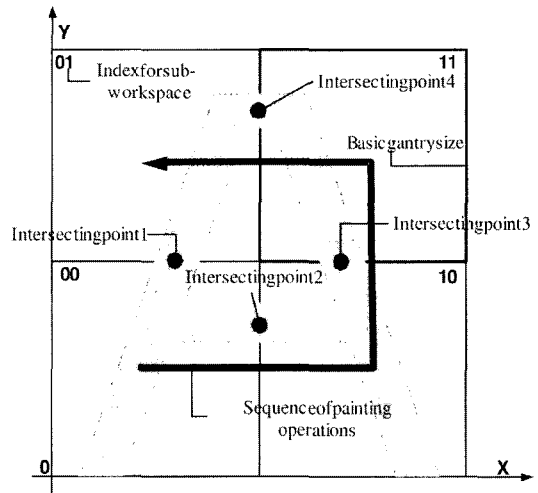 Y
01
11
Indexforsub-
workspace
Intersectingpoint4
Basicgantrysize
Intersectingpoint1
Intersectingpoint3
00
Intersectingpoint2
10
Sequenceofpainting
operations
0
X